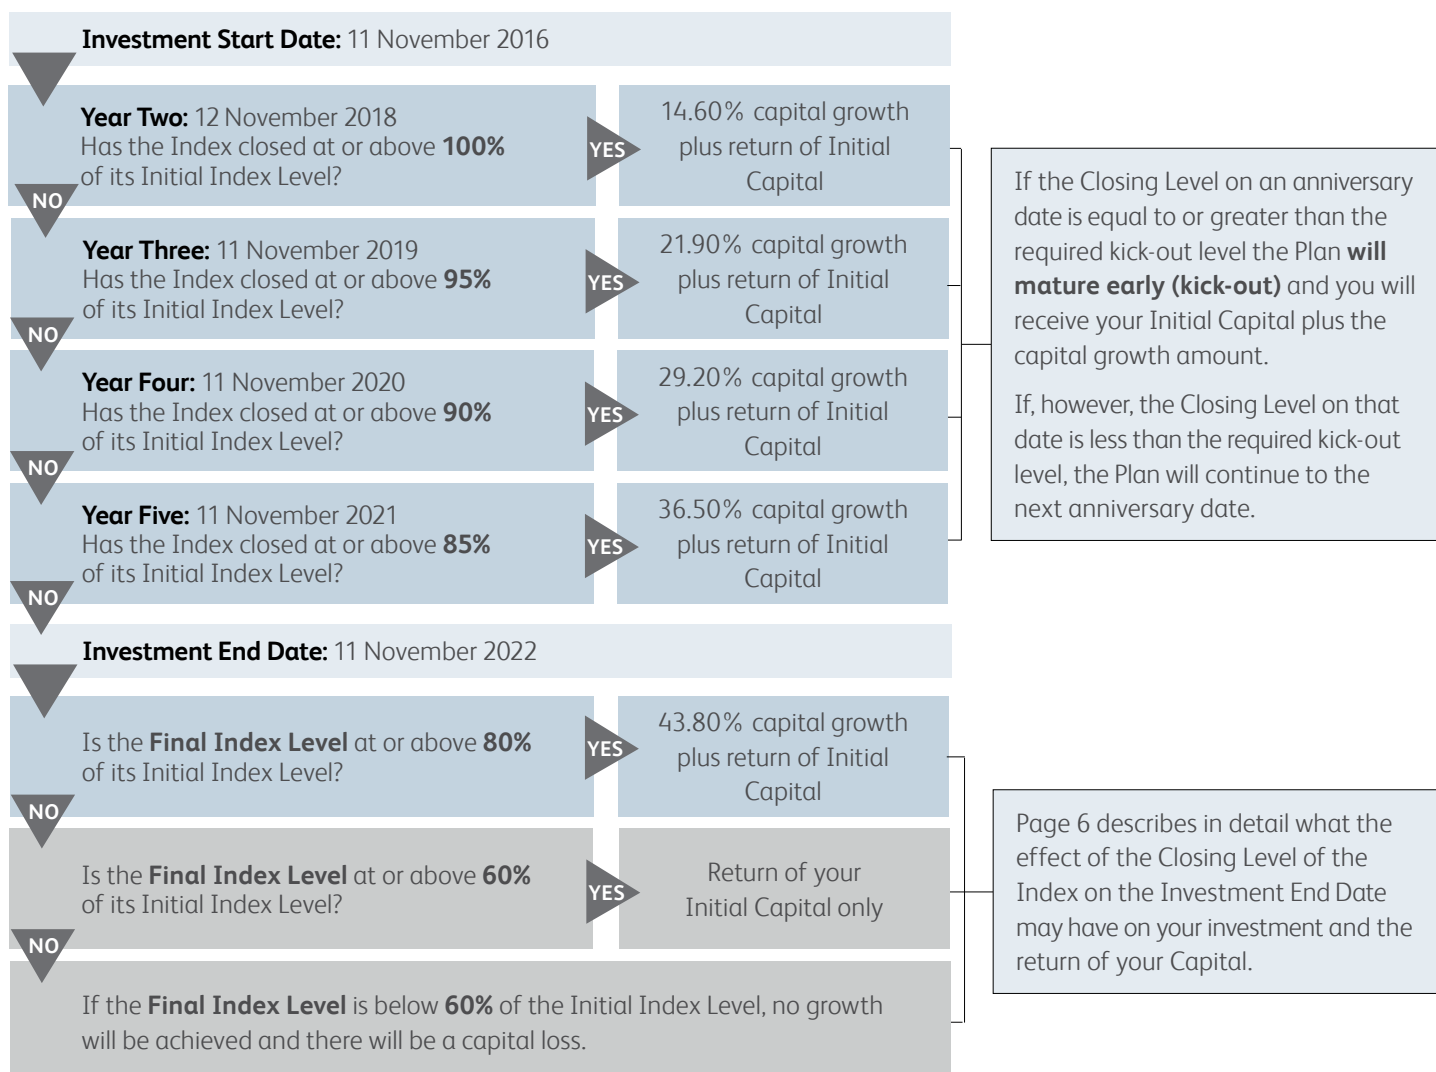 Investment Start Date: 11 November 2016
Year Two: 12 November 2018
Has the Index closed at or above 100%
of its Initial Index Level?
YES
14.60% capital growth
plus return of Initial
Capital
NO
Year Three: 11 November 2019
Has the Index closed at or above 95%
of its Initial Index Level?
YES
21.90% capital growth
plus return of Initial
Capital
NO
Year Four: 11 November 2020
Has the Index closed at or above 90%
of its Initial Index Level?
YES
29.20% capital growth
plus return of Initial
Capital
NO
Year Five: 11 November 2021
Has the Index closed at or above 85%
of its Initial Index Level?
YES
36.50% capital growth
plus return of Initial
Capital
NO
If the Closing Level on an anniversary
date is equal to or greater than the
required kick-out level the Plan will
mature early (kick-out) and you will
receive your Initial Capital plus the
capital growth amount.
If, however, the Closing Level on that
date is less than the required kick-out
level, the Plan will continue to the
next anniversary date.
Investment End Date: 11 November 2022
Is the Final Index Level at or above 80%
of its Initial Index Level?
YES
43.80% capital growth
plus return of Initial
Capital
NO
Is the Final Index Level at or above 60%
of its Initial Index Level?
YES
Return of your
Initial Capital only
NO
If the Final Index Level is below 60% of the Initial Index Level, no growth
will be achieved and there will be a capital loss.
Page 6 describes in detail what the
effect of the Closing Level of the
Index on the Investment End Date
may have on your investment and the
return of your Capital.